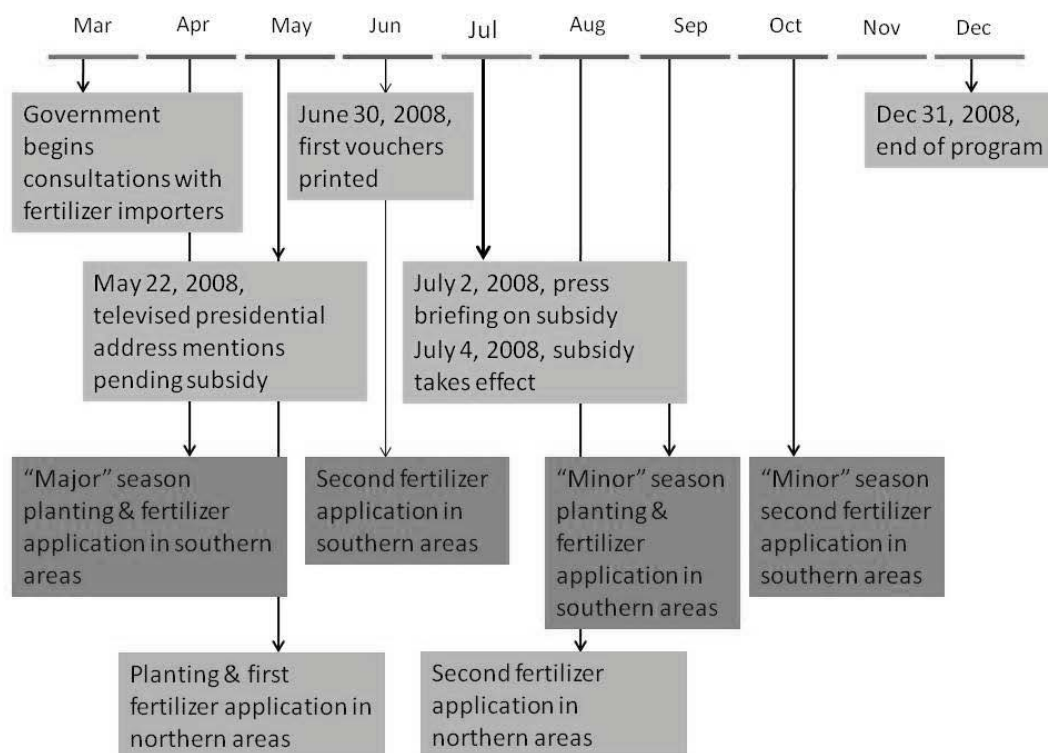 Mar Apr May Jun Jul Aug Sep Oct Nov Dec
Government
begins
consultations with
fertilizer importers
June 30, 2008,
first vouchers
printed
Dec 31, 2008,
end of program
May 22, 2008,
televised presidential
address mentions
pending subsidy
July 2, 2008, press
briefing on subsidy
July 4, 2008, subsidy
takes effect
“Major” season
planting & fertilizer
application in southern
areas
Second fertilizer
application in
southern areas
“Minor” season
planting &
fertilizer
application in
southern areas
“Minor” season
second fertilizer
application in
southern areas
Planting & first
fertilizer application in
northern areas
Second fertilizer
application in
northern areas